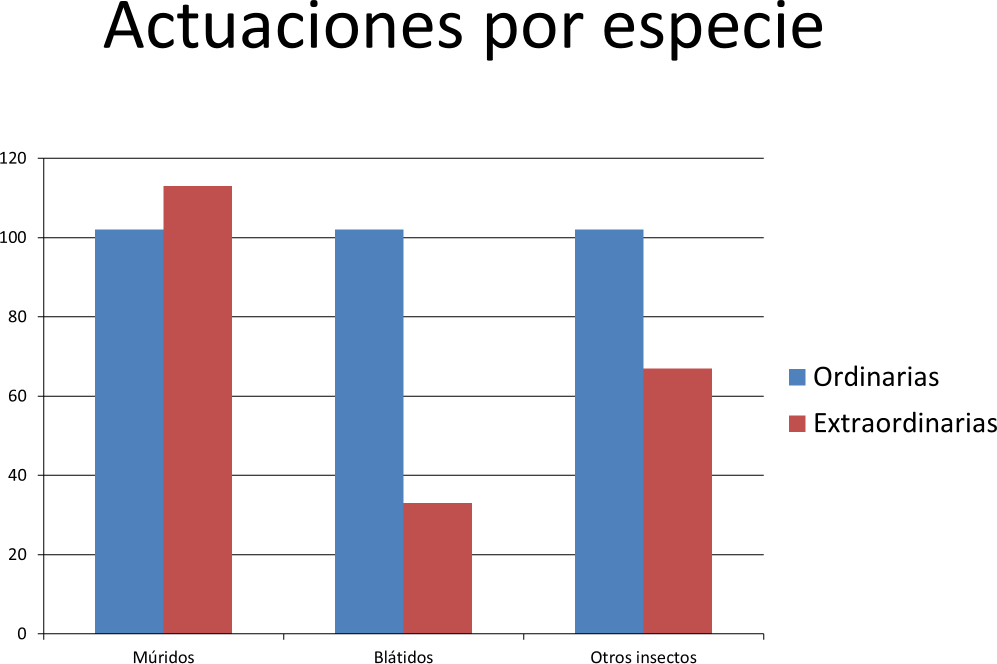 Actuaciones por especie
120
100
80
60
40
20
0
Múridos
Blátidos
Otros insectos
Ordinarias
Extraordinarias